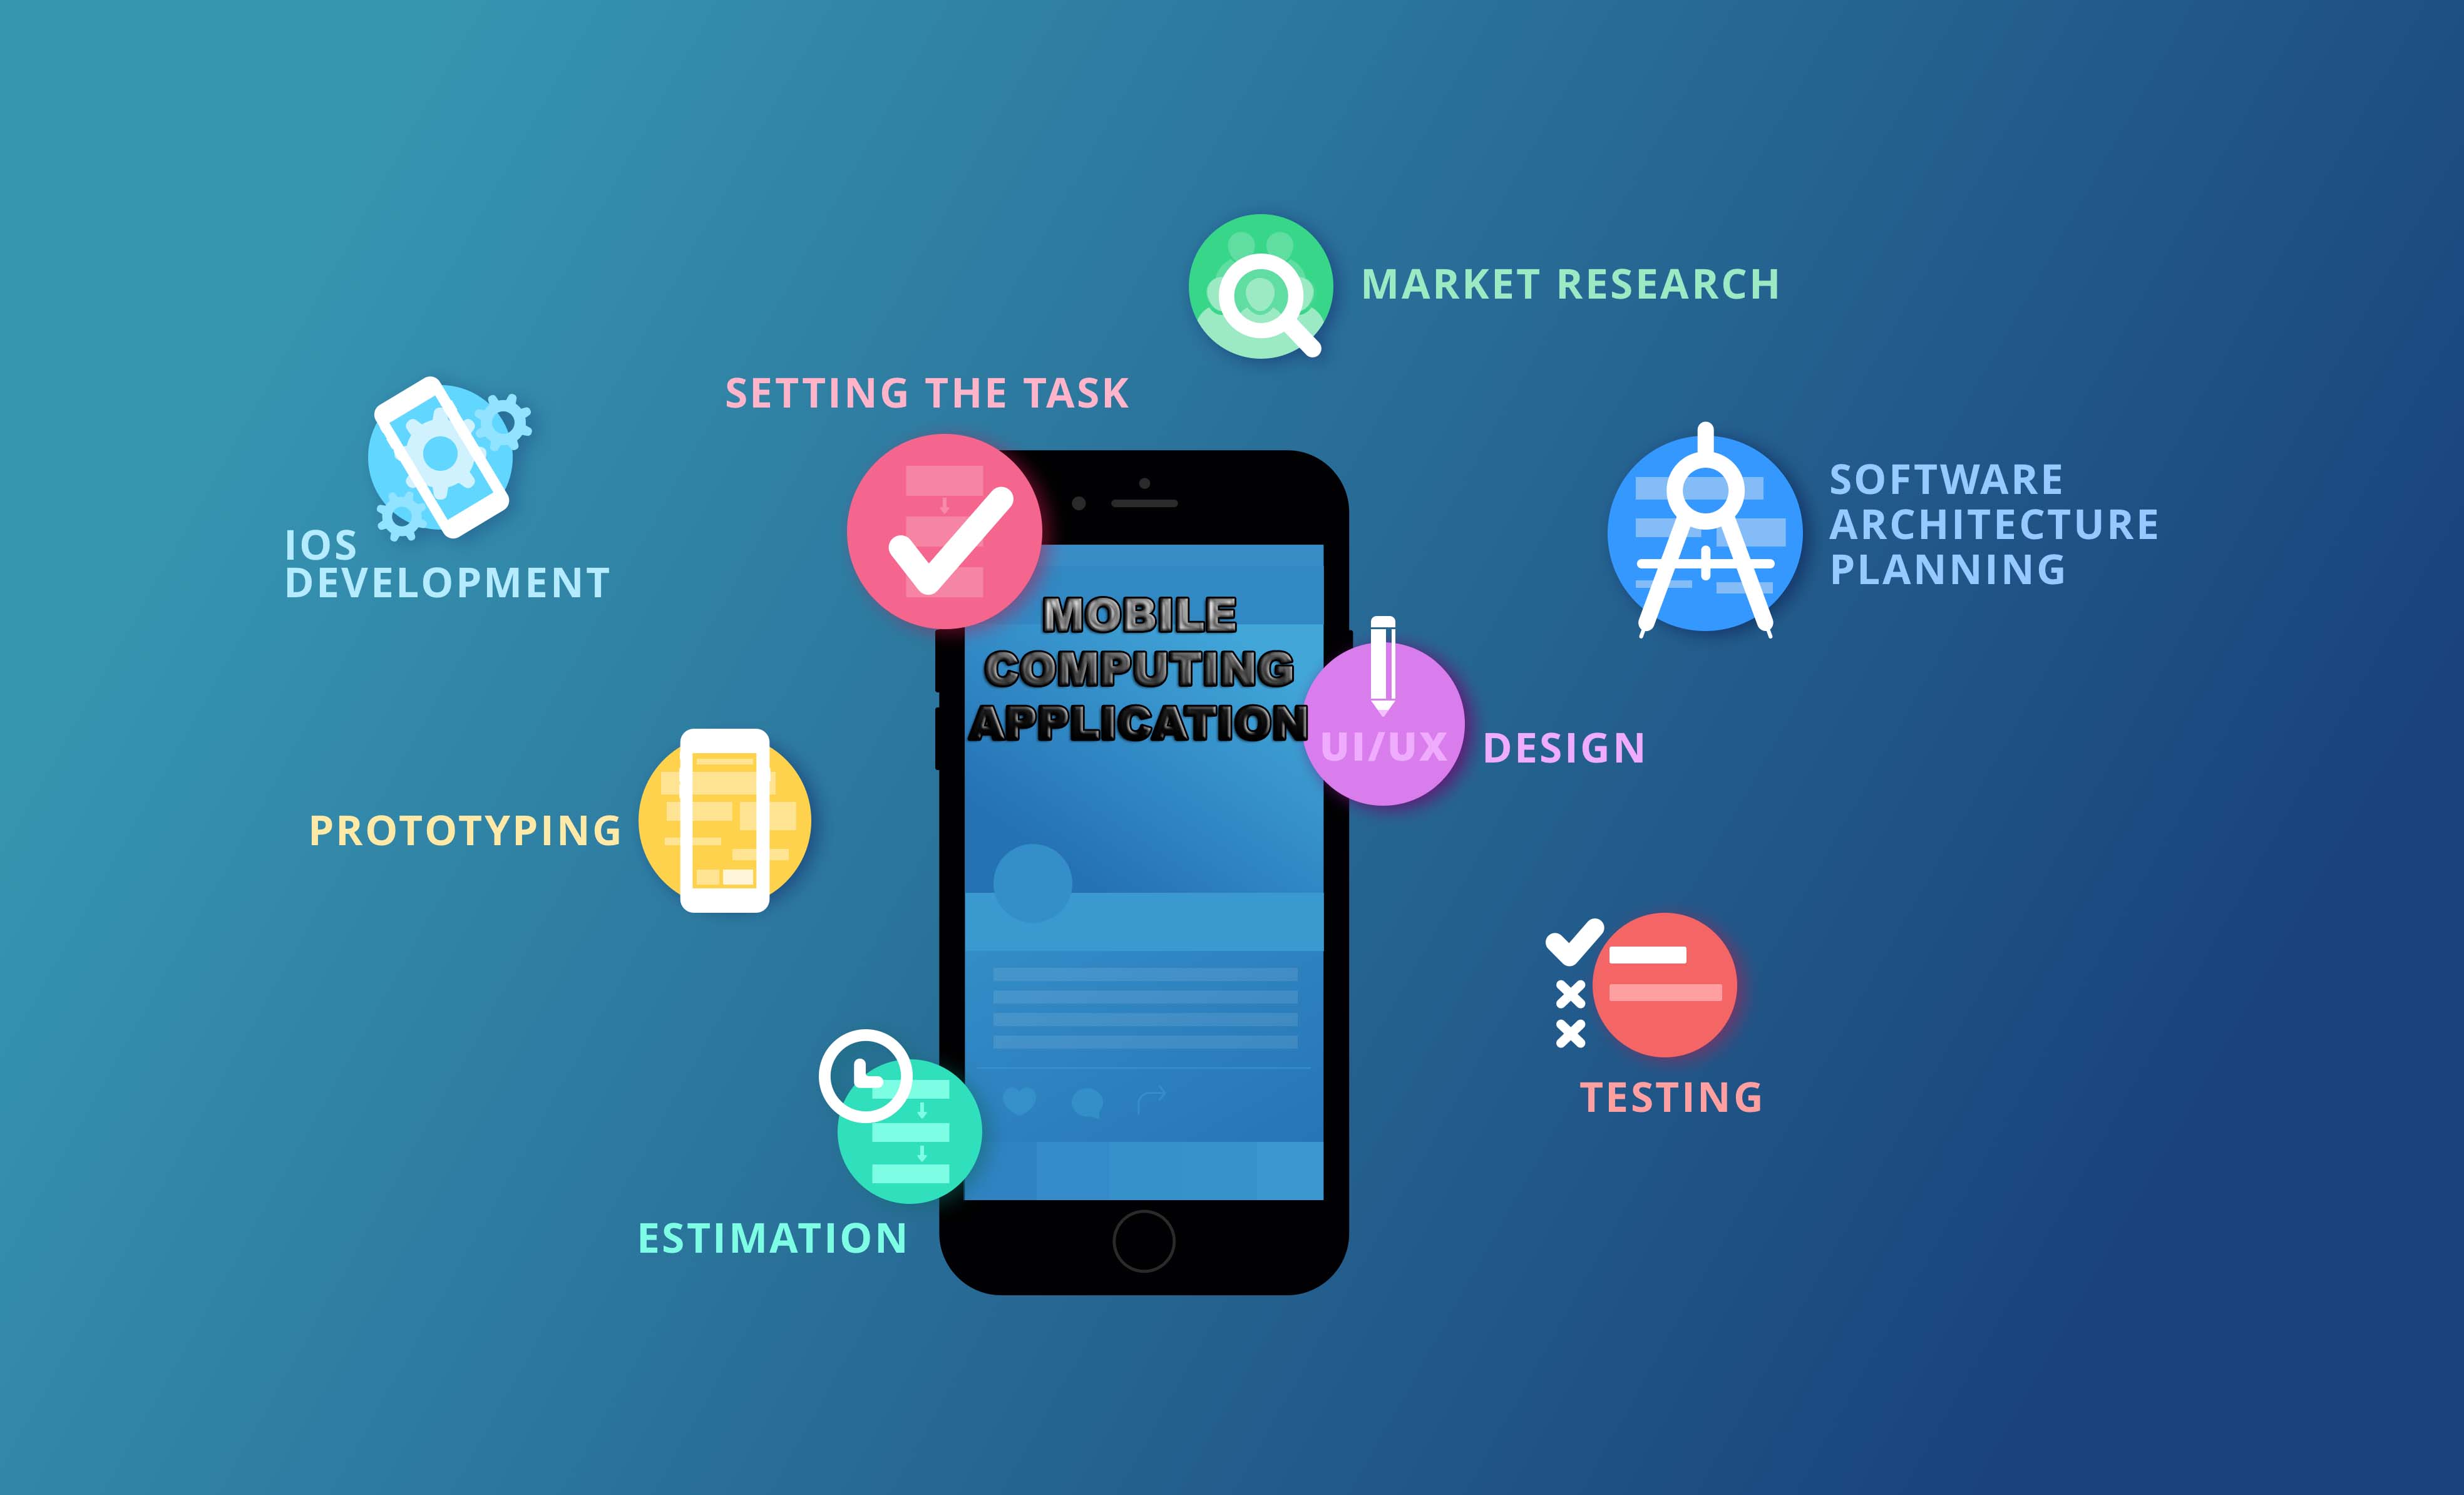 MARKET RESEARCH
SETTING THE TASK
SOFTWARE
ARCHITECTURE
PLANNING
IOS
DEVELOPMENT
MOBILE
COMPUTING
APPLICATION
UI/UX DESIGN
PROTOTYPING
TESTING
ESTIMATION